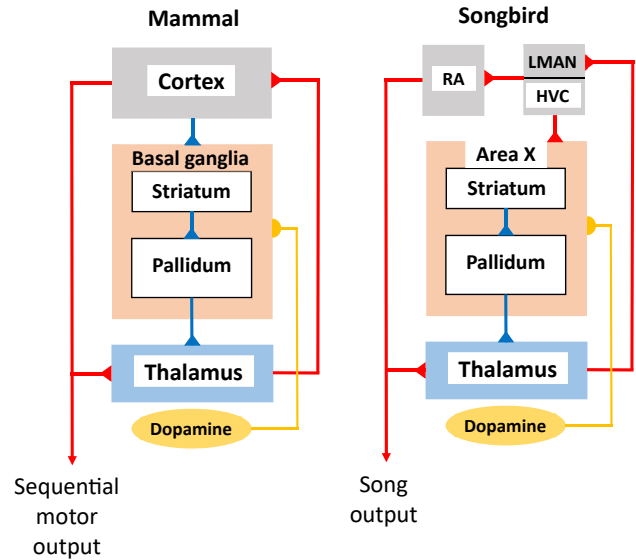 Mammal
Cortex
Basal ganglia
Striatum
Pallidum
Thalamus
Dopamine
Sequential
motor
output
Songbird
RA
LMAN
HVC
Area X
Striatum
Pallidum
Thalamus
Dopamine
Song
output